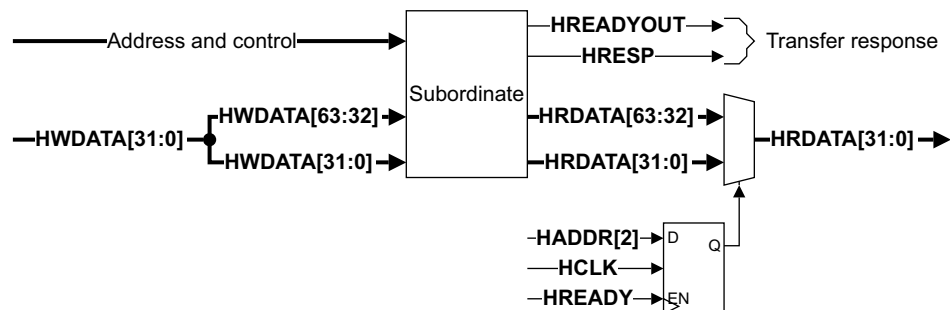 HREADYOUT
Address and control
Transfer response
HRESP
Subordinate
HWDATA[63:32]
HRDATA[63:32]
HWDATA[31:0]
HRDATA[31:0]
HWDATA[31:0]
HRDATA[31:0]
HADDR[2]
D
Q
HCLK
HREADY
EN